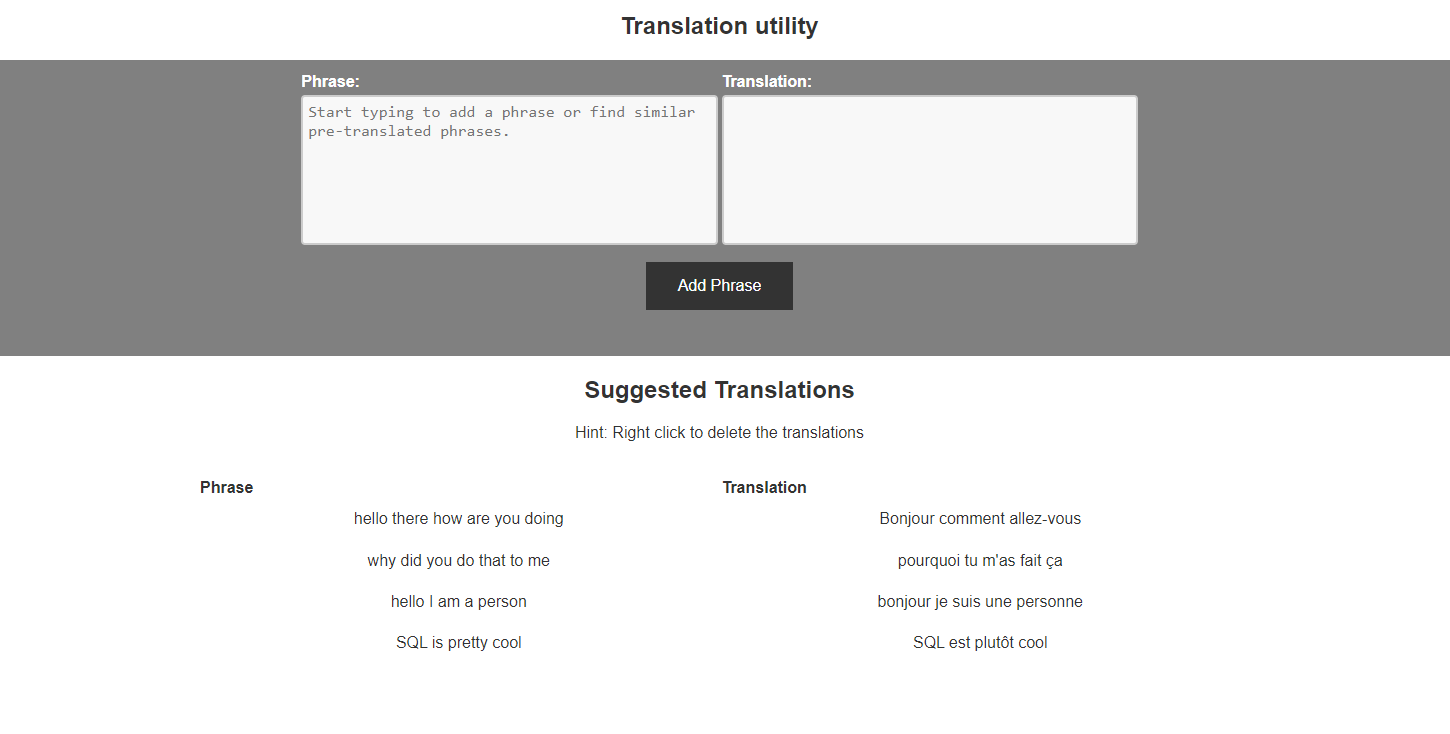 Translation utility
Phrase:
Translation:
Start typing to add a phrase or find similar
pre-translated phrases.
Add Phrase
Suggested Translations
Hint: Right click to delete the translations
Phrase Translation
hello there how are you doing Bonjour comment allez-vous
why did you do that to me pourquoi tu m'as fait ça
hello I am a person bonjour je suis une personne
SQL is pretty cool SQL est plutôt cool